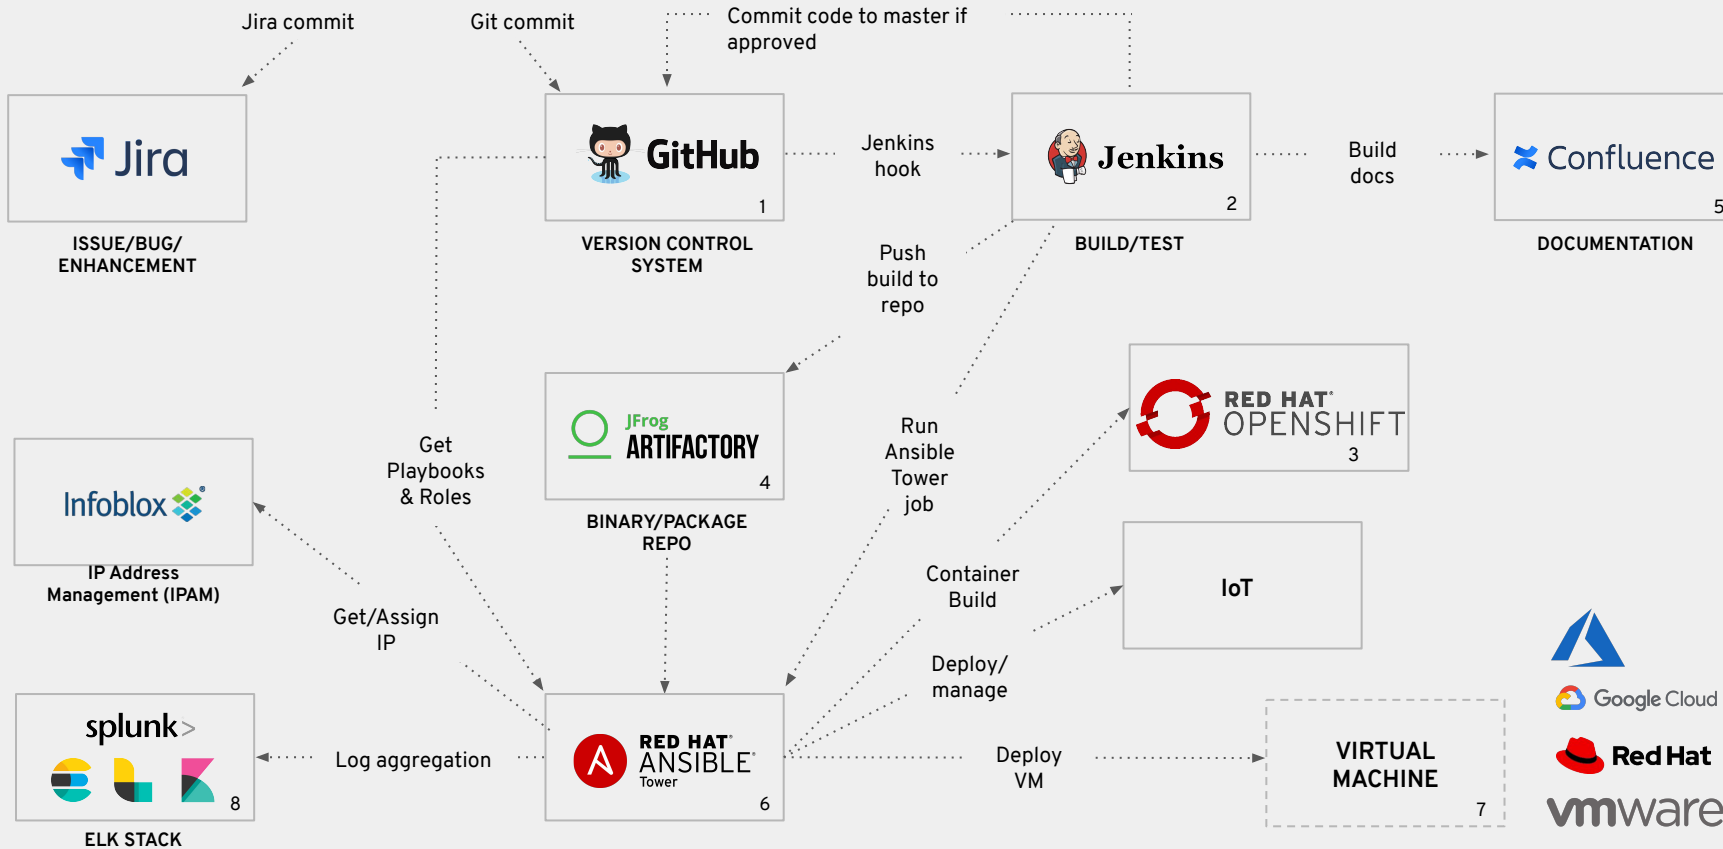 Jira commit
Git commit
Commit code to master if
approved
Jira
GitHub
1
Jenkins
hook
Jenkins
2
Build
docs
Confluence
5
ISSUE/BUG/
ENHANCEMENT
VERSION CONTROL
SYSTEM
BUILD/TEST
DOCUMENTATION
Push
build to
repo
JFrog
ARTIFACTORY
4
BINARY/PACKAGE
REPO
RED HAT®
OPENSHIFT
3
Get
Playbooks
& Roles
Run
Ansible
Tower
job
Infoblox®
IP Address
Management (IPAM)
Get/Assign
IP
Container
Build
IoT
Deploy/
manage
splunk>
8
ELK STACK
Log aggregation
RED HAT®
ANSIBLE®
Tower
6
Deploy
VM
VIRTUAL
MACHINE
7
Google Cloud
Red Hat
vmware